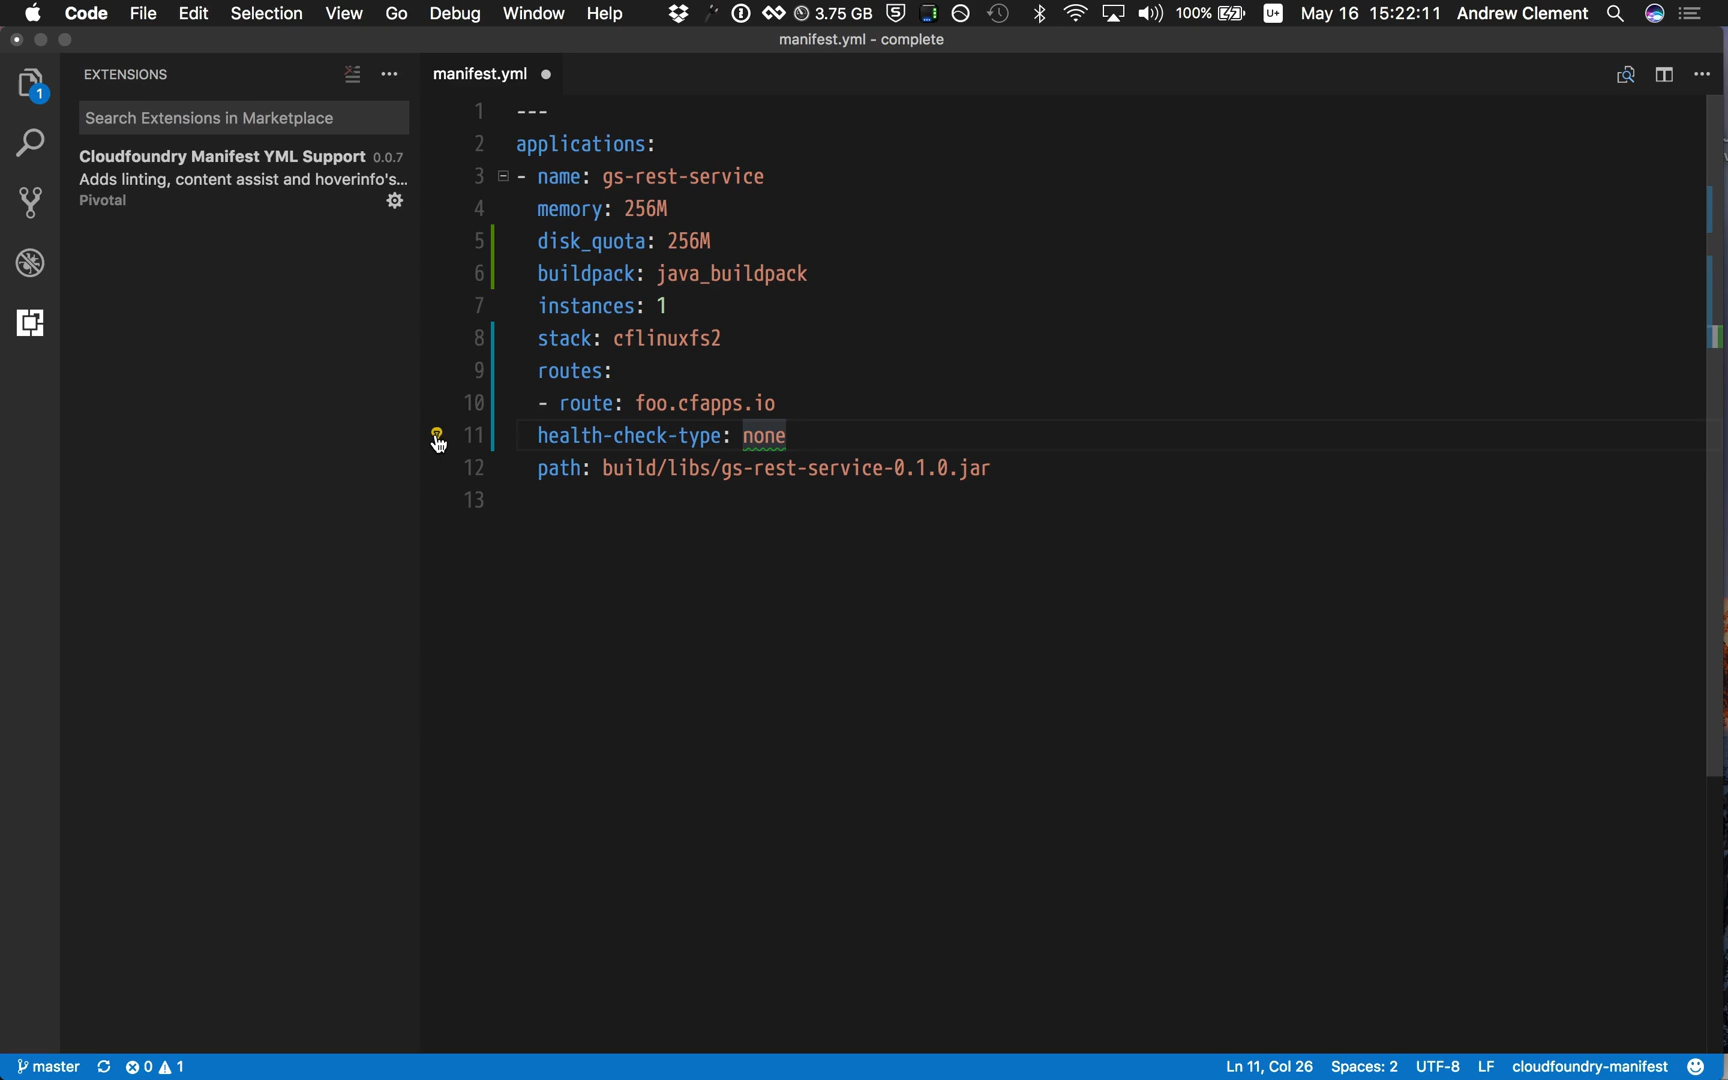 Code File Edit Selection View Go Debug Window Help 3.75 GB 5 100% U+ May 16 15:22:11 Andrew Clement
manifest.yml - complete
1
EXTENSIONS
Search Extensions in Marketplace
Cloudfoundry Manifest YML Support 0.0.7
Adds linting, content assist and hoverinfo's...
Pivotal
manifest.yml
1 ---
2 applications:
3 - name: gs-rest-service
4 memory: 256M
5 disk_quota: 256M
6 buildpack: java_buildpack
7 instances: 1
8 stack: cflinuxfs2
9 routes:
10 - route: foo.cfapps.io
11 health-check-type: none
12 path: build/libs/gs-rest-service-0.1.0.jar
13
master 0 1 Ln 11, Col 26 Spaces: 2 UTF-8 LF cloudfoundry-manifest